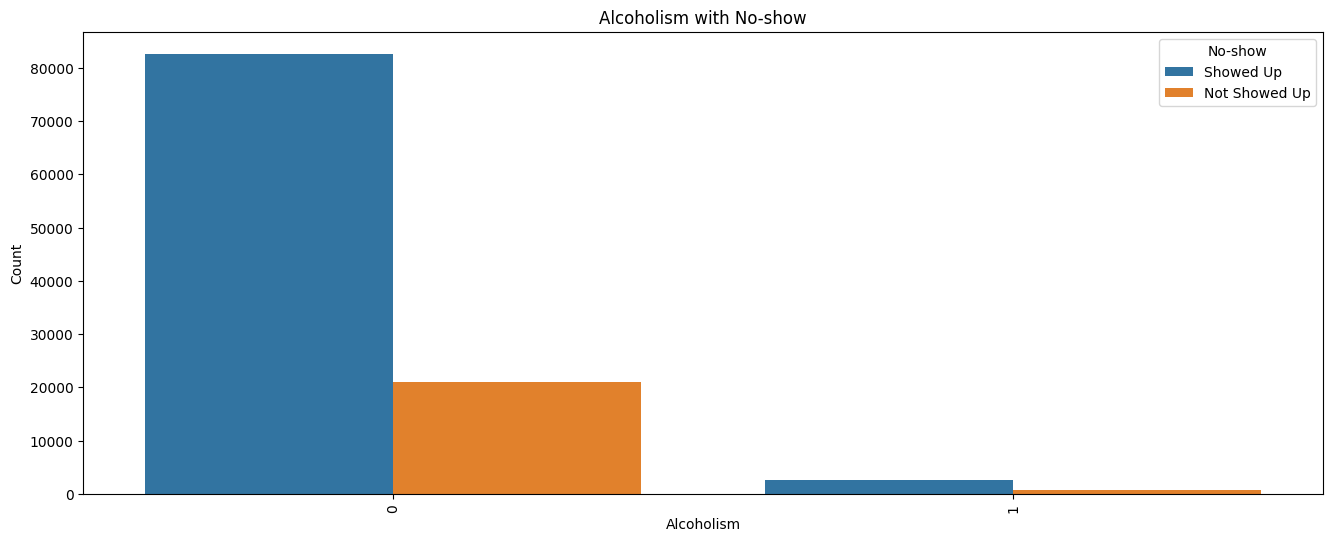 Alcoholism with No-show
No-show
Showed Up
Not Showed Up
Count
80000
70000
60000
50000
40000
30000
20000
10000
0
0
1
Alcoholism